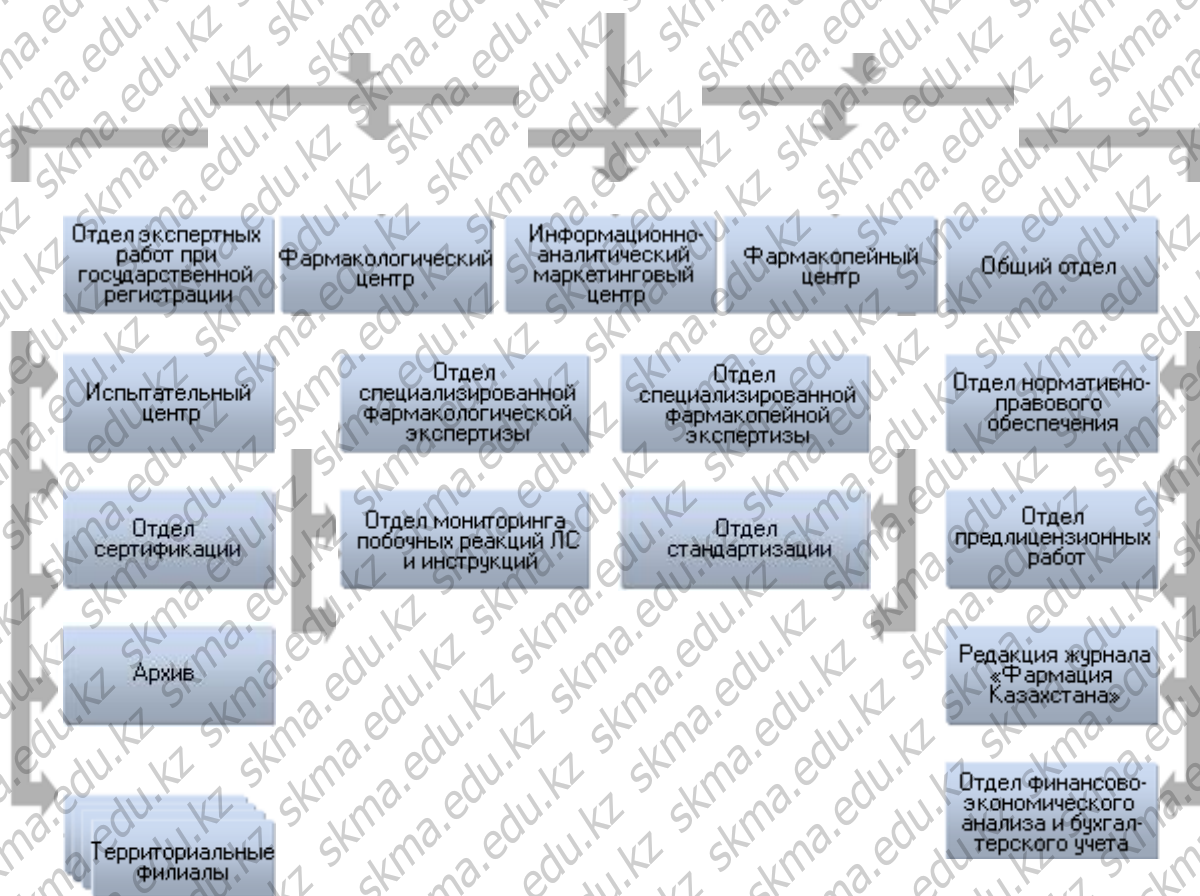 Отдел экспертных
работ при
государственной
регистрации
Фармакологический
центр
Информационно-
аналитический
маркетинговый
центр
Фармакопейный
центр
Общий отдел
Испытательный
центр
Отдел
специализированной
фармакологической
экспертизы
Отдел
специализированной
фармакопейной
экспертизы
Отдел нормативно-
правового
обеспечения
Отдел
сертификации
Отдел мониторинга
побочных реакций ЛС
и инструкций
Отдел
стандартизации
Отдел
предлицензионных
работ
Архив
Редакция журнала
«Фармация
Казахстана»
Территориальные
филиалы
Отдел финансово-
экономического
анализа и бухгал-
терского учета
skma.edu.kz